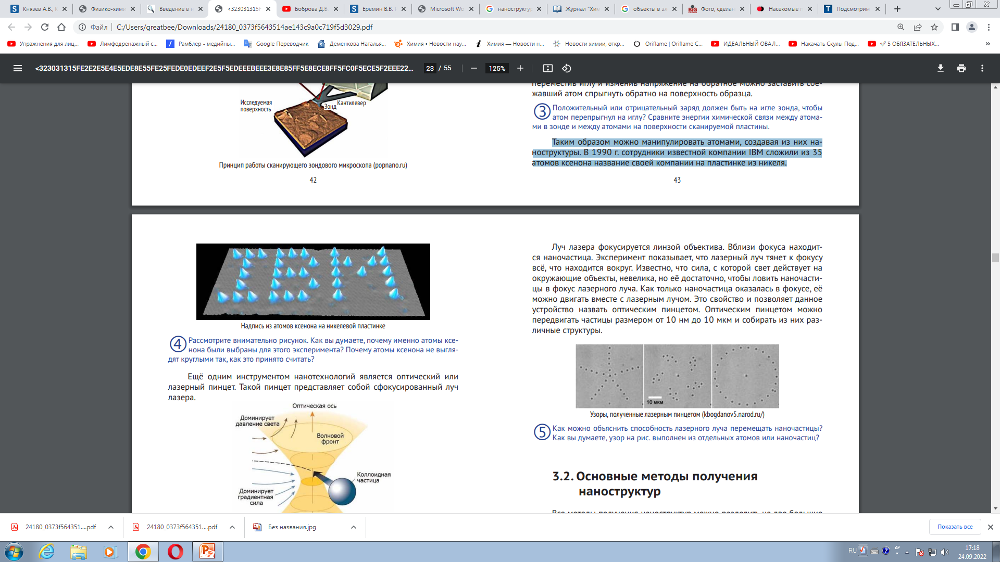 Князев А.В., К
Физико-хими
Введение в н
<323031315F
Боброва Д.В.
Еремин В.В. Р
Microsoft Wo
наноструктур
Журнал "Хим
объекты в эл
Фото, сделан
Насекомые п
Подсмотрим
Файл
C:/Users/greatbee/Downloads/24180_0373f5643514ae143c9a0c719f5d3029.pdf
Упражнения для лиц...
Лимфодренажный с...
Рамблер - медийны...
Google Переводчик
Деменкова Наталья...
Химия • Новости нау...
Химия — Новости н...
Новости химии, откр...
Oriflame | Oriflame C...
ИДЕАЛЬНЫЙ ОВАЛ...
Накачать Скулы Под...
✓ 5 ОБЯЗАТЕЛЬНЫХ...
<323031315FE2E2E5E4E5EDE8E55FE25FEDE0EDEEF2E5F5EDEEEBEEE3E8E85FF5E8ECE8FF5FC0F5ECE5F2EEE22...
23 / 55
125%
Исследуемая
поверхность
Зонд
Кантилевер
Принцип работы сканирующего зондового микроскопа (popnano.ru)
42
переместив иглу и изменив напряжение на обратное можно заставить сбе-
жавший атом спрыгнуть обратно на поверхность образца.
3 Положительный или отрицательный заряд должен быть на игле зонда, чтобы
атом перепрыгнул на иглу? Сравните энергии химической связи между атома-
ми в зонде и между атомами на поверхности сканируемой пластины.
Таким образом можно манипулировать атомами, создавая из них на-
ноструктуры. В 1990 г. сотрудники известной компании IBM сложили из 35
атомов ксенона название своей компании на пластинке из никеля.
43
Надпись из атомов ксенона на никелевой пластинке
4 Рассмотрите внимательно рисунок. Как вы думаете, почему именно атомы ксе-
нона были выбраны для этого эксперимента? Почему атомы ксенона не выгля-
дят круглыми так, как это принято считать?
Ещё одним инструментом нанотехнологий является оптический или
лазерный пинцет. Такой пинцет представляет собой сфокусированный луч
лазера.
Оптическая ось
Доминирует
давление света
Волновой
фронт
Коллоидная
частица
Доминирует
градиентная
сила
Луч лазера фокусируется линзой объектива. Вблизи фокуса находит-
ся наночастица. Эксперимент показывает, что лазерный луч тянет к фокусу
всё, что находится вокруг. Известно, что сила, с которой свет действует на
окружающие объекты, невелика, но её достаточно, чтобы ловить наночасти-
цы в фокус лазерного луча. Как только наночастица оказалась в фокусе, её
можно двигать вместе с лазерным лучом. Это свойство и позволяет данное
устройство назвать оптическим пинцетом. Оптическим пинцетом можно
передвигать частицы размером от 10 нм до 10 мкм и собирать из них раз-
личные структуры.
10 мкм
Узоры, полученные лазерным пинцетом (kbogdanov5.narod.ru/)
5 Как можно объяснить способность лазерного луча перемещать наночастицы?
Как вы думаете, узор на рис. выполнен из отдельных атомов или наночастиц?
3.2. Основные методы получения
наноструктур
Все методы получения наноструктур можно разделить на две большие
24180_0373f564351....pdf
24180_0373f564351....pdf
Без названия.jpg
Показать все
RU
17:18
24.09.2022